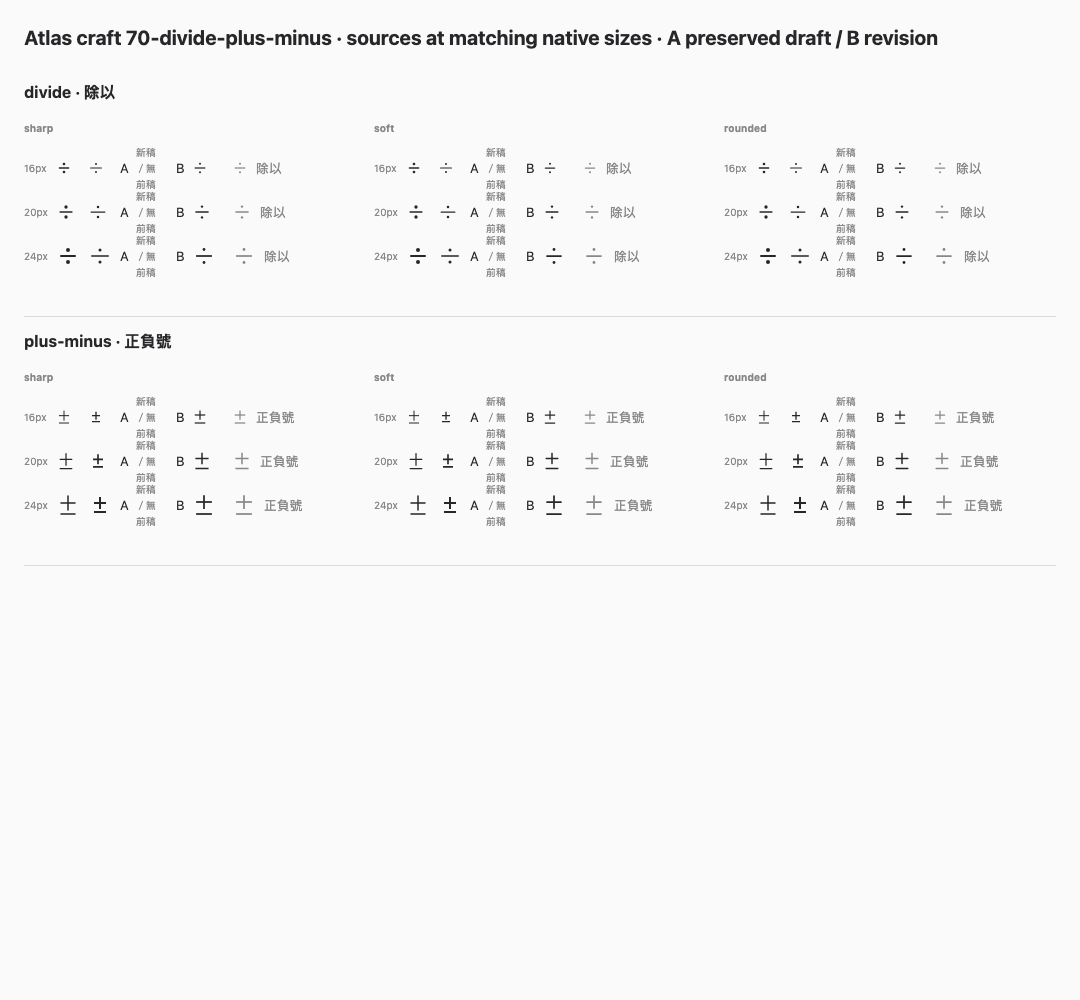 Atlas craft 70-divide-plus-minus · sources at matching native sizes · A preserved draft / B revision
divide · 除以
sharp
16px ÷ ÷ A 新稿 / 無前稿 B ÷ ÷ 除以
20px ÷ ÷ A 新稿 / 無前稿 B ÷ ÷ 除以
24px ÷ ÷ A 新稿 / 無前稿 B ÷ ÷ 除以
soft
16px ÷ ÷ A 新稿 / 無前稿 B ÷ ÷ 除以
20px ÷ ÷ A 新稿 / 無前稿 B ÷ ÷ 除以
24px ÷ ÷ A 新稿 / 無前稿 B ÷ ÷ 除以
rounded
16px ÷ ÷ A 新稿 / 無前稿 B ÷ ÷ 除以
20px ÷ ÷ A 新稿 / 無前稿 B ÷ ÷ 除以
24px ÷ ÷ A 新稿 / 無前稿 B ÷ ÷ 除以
plus-minus · 正負號
sharp
16px ± ± A 新稿 / 無前稿 B ± ± 正負號
20px ± ± A 新稿 / 無前稿 B ± ± 正負號
24px ± ± A 新稿 / 無前稿 B ± ± 正負號
soft
16px ± ± A 新稿 / 無前稿 B ± ± 正負號
20px ± ± A 新稿 / 無前稿 B ± ± 正負號
24px ± ± A 新稿 / 無前稿 B ± ± 正負號
rounded
16px ± ± A 新稿 / 無前稿 B ± ± 正負號
20px ± ± A 新稿 / 無前稿 B ± ± 正負號
24px ± ± A 新稿 / 無前稿 B ± ± 正負號